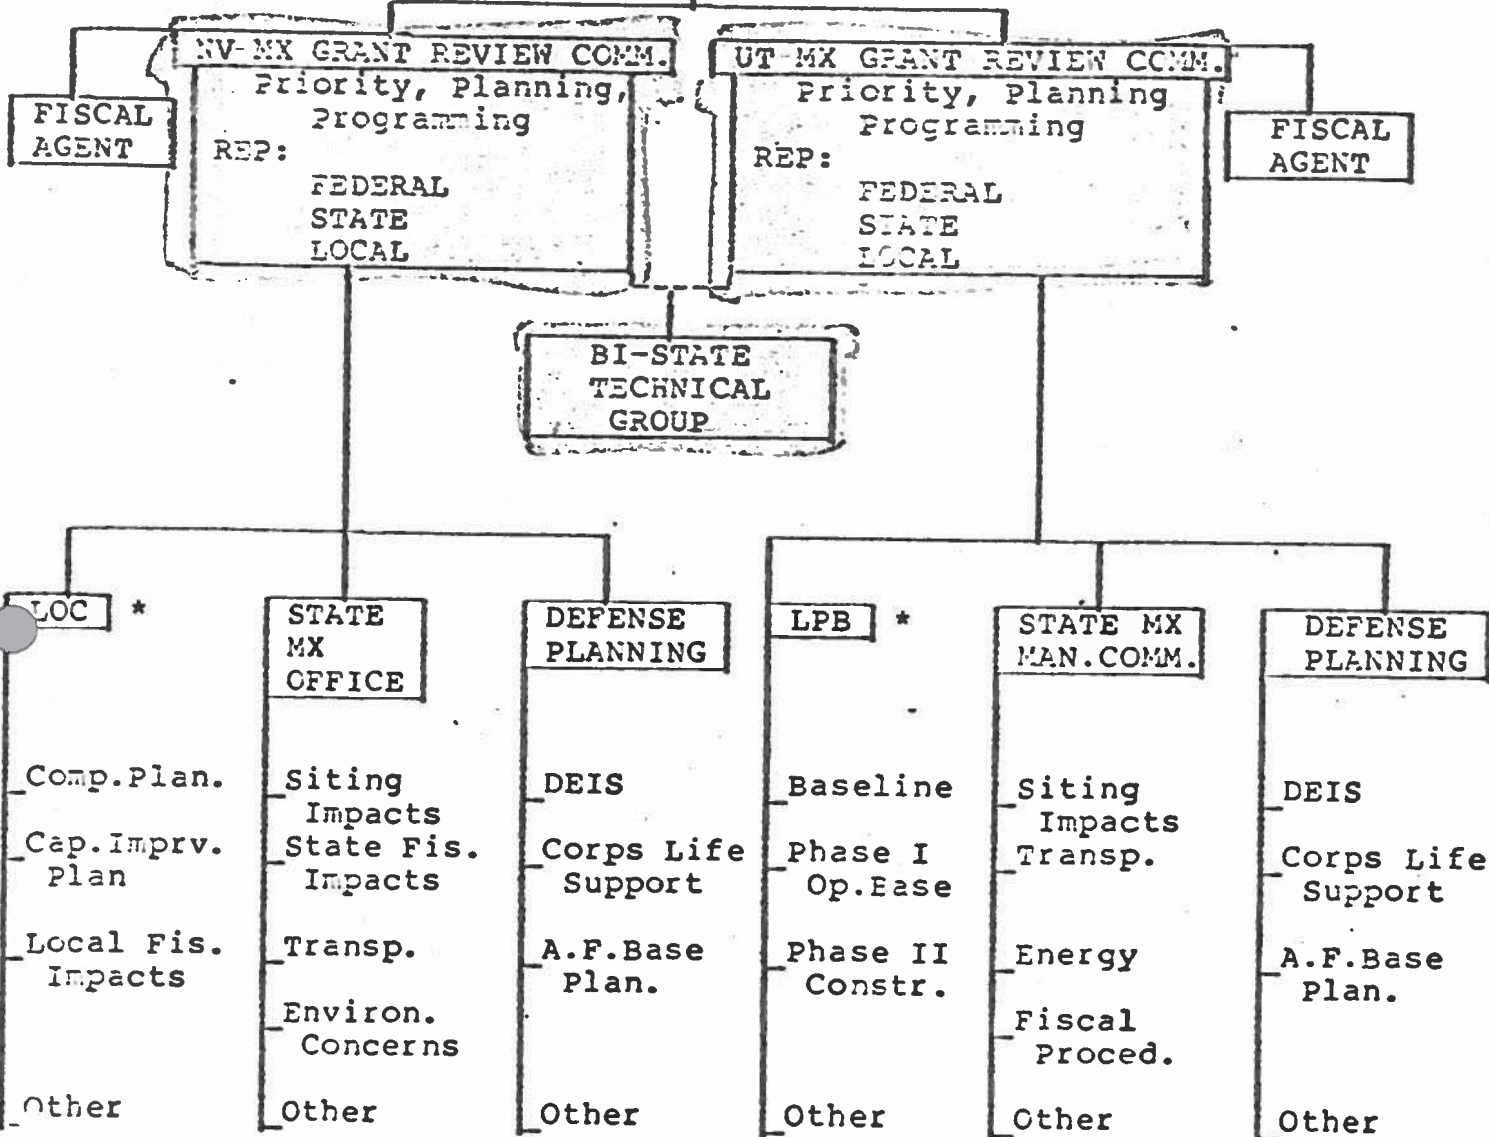 NV-MX GRANT REVIEW COMM.
Priority, Planning,
Programming
REP:
FEDERAL
STATE
LOCAL
FISCAL
AGENT
UT-MX GRANT REVIEW COMM.
Priority, Planning
Programming
REP:
FEDERAL
STATE
LOCAL
FISCAL
AGENT
BI-STATE
TECHNICAL
GROUP
LOC *
Comp.Plan.
Cap.Imprv.
Plan
Local Fis.
Impacts
Other
STATE
MX
OFFICE
Siting
Impacts
State Fis.
Impacts
Transp.
Environ.
Concerns
Other
DEFENSE
PLANNING
DEIS
Corps Life
Support
A.F.Base
Plan.
Other
LPB *
Baseline
Phase I
Op.Base
Phase II
Constr.
Other
STATE MX
MAN.COMM.
Siting
Impacts
Transp.
Energy
Fiscal
Proced.
Other
DEFENSE
PLANNING
DEIS
Corps Life
Support
A.F.Base
Plan.
Other